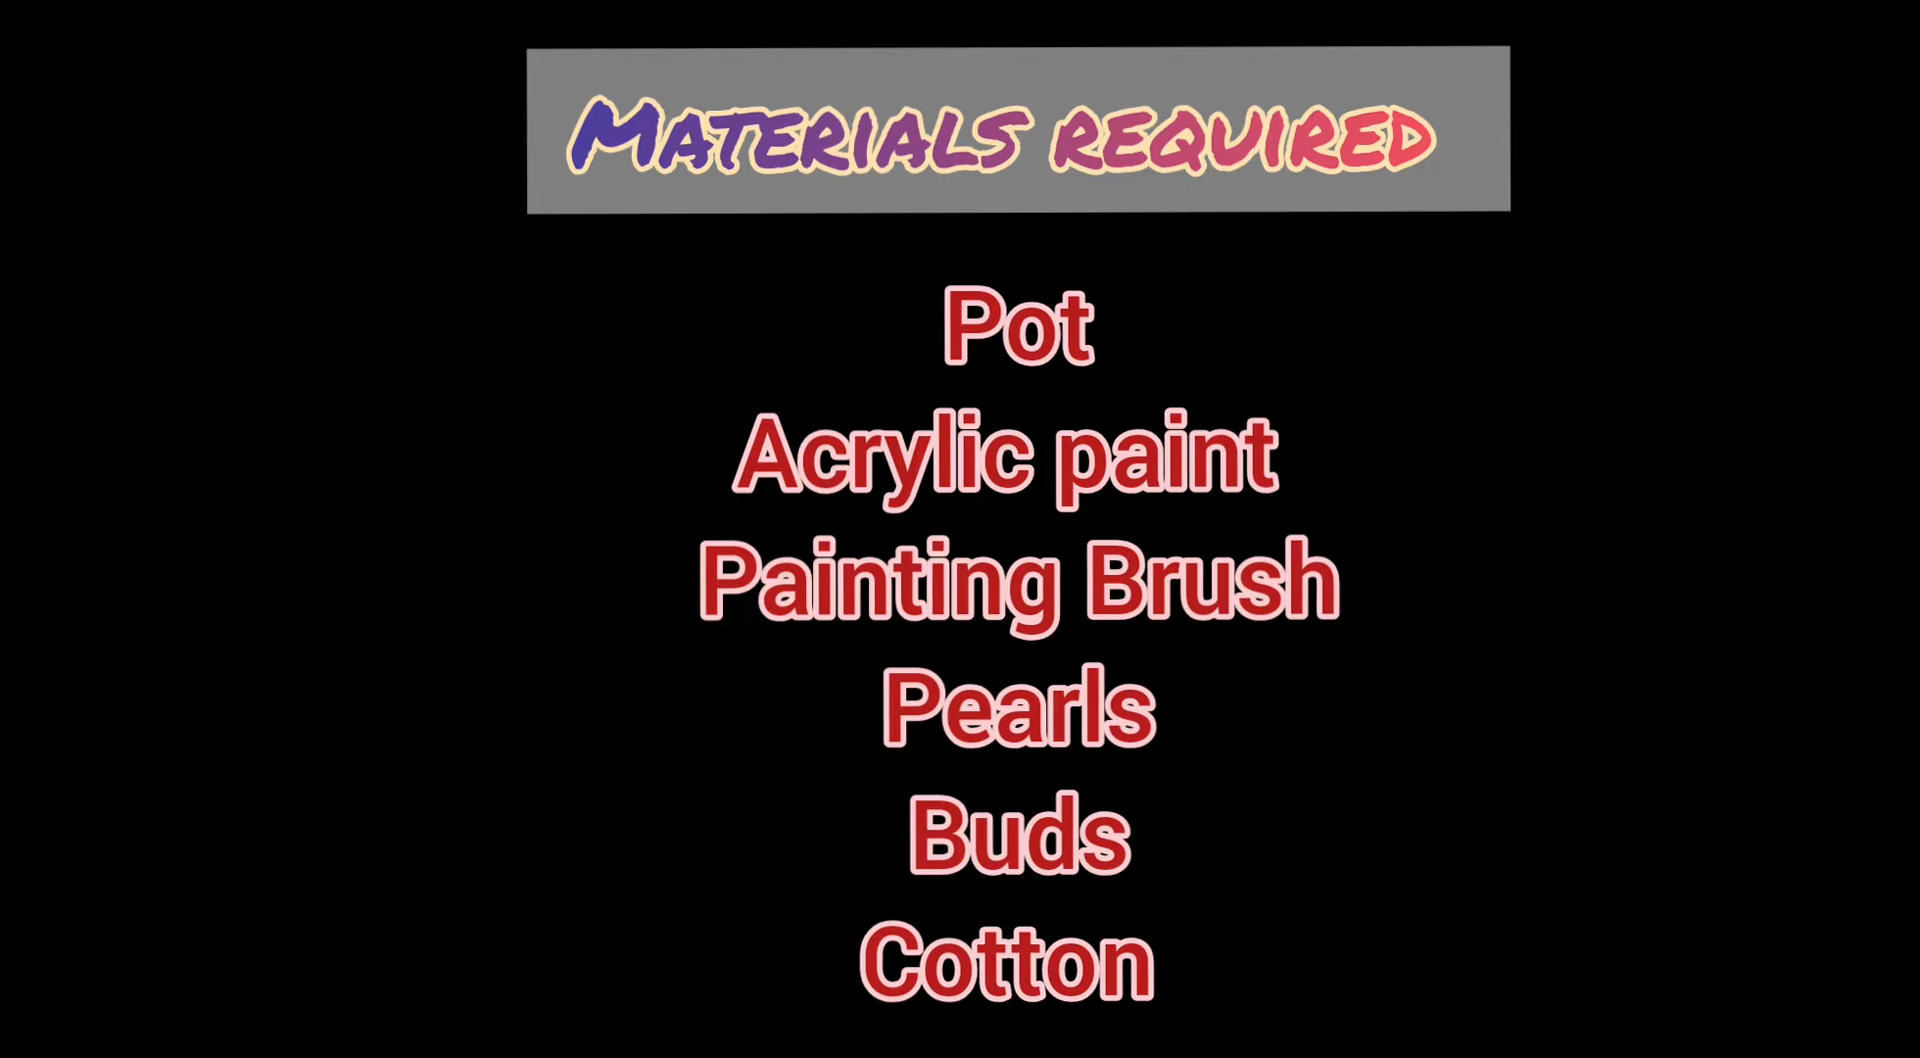 Materials required
Pot
Acrylic paint
Painting Brush
Pearls
Buds
Cotton